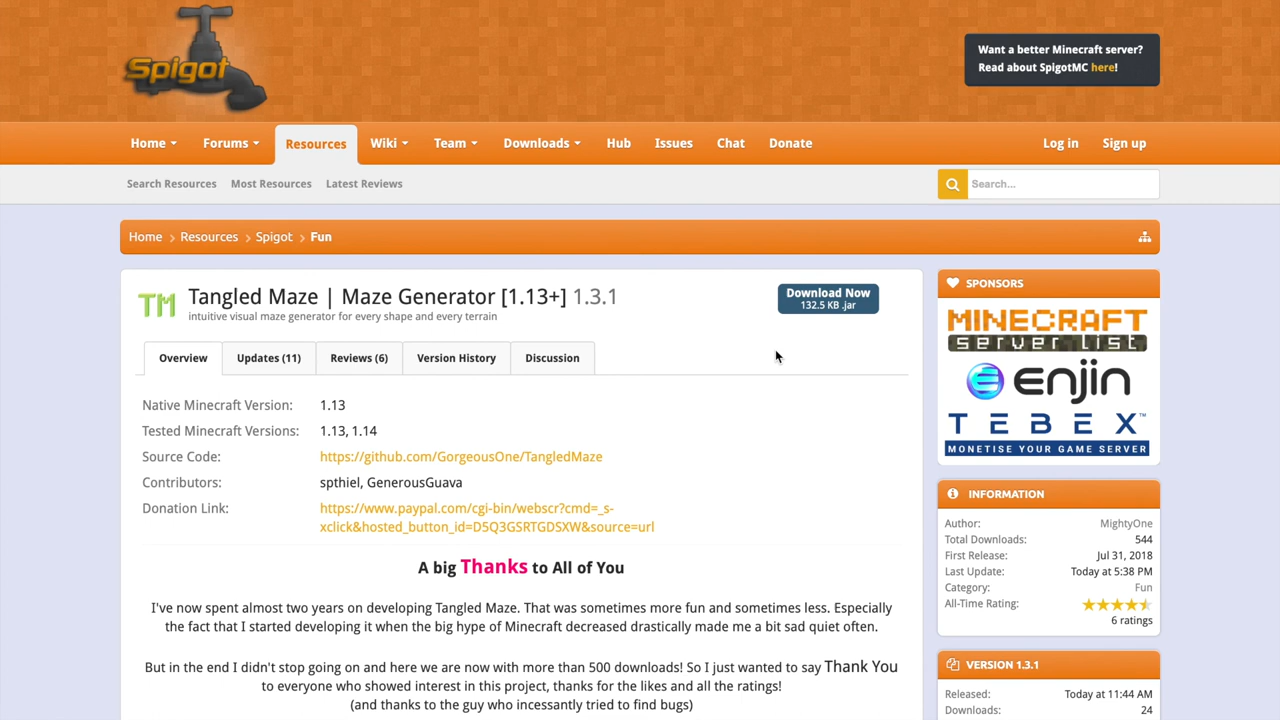 Spigot
Want a better Minecraft server?
Read about SpigotMC here!
Home Forums Resources Wiki Team Downloads Hub Issues Chat Donate Log in Sign up
Search Resources Most Resources Latest Reviews Search...
Home Resources Spigot Fun
TM
Tangled Maze | Maze Generator [1.13+] 1.3.1
intuitive visual maze generator for every shape and every terrain
Download Now
132.5 KB .jar
Overview Updates (11) Reviews (6) Version History Discussion
Native Minecraft Version: 1.13
Tested Minecraft Versions: 1.13, 1.14
Source Code: https://github.com/GorgeousOne/TangledMaze
Contributors: spthiel, GenerousGuava
Donation Link: https://www.paypal.com/cgi-bin/webscr?cmd=_s-
xclick&hosted_button_id=D5Q3GSRTGDSXW&source=url
A big Thanks to All of You
I've now spent almost two years on developing Tangled Maze. That was sometimes more fun and sometimes less. Especially
the fact that I started developing it when the big hype of Minecraft decreased drastically made me a bit sad quiet often.
But in the end I didn't stop going on and here we are now with more than 500 downloads! So I just wanted to say Thank You
to everyone who showed interest in this project, thanks for the likes and all the ratings!
(and thanks to the guy who incessantly tried to find bugs)
SPONSORS
MINECRAFT
server list
enjin
TEBEX™
MONETISE YOUR GAME SERVER
INFORMATION
Author: MightyOne
Total Downloads: 544
First Release: Jul 31, 2018
Last Update: Today at 5:38 PM
Category: Fun
All-Time Rating:
6 ratings
VERSION 1.3.1
Released: Today at 11:44 AM
Downloads: 24